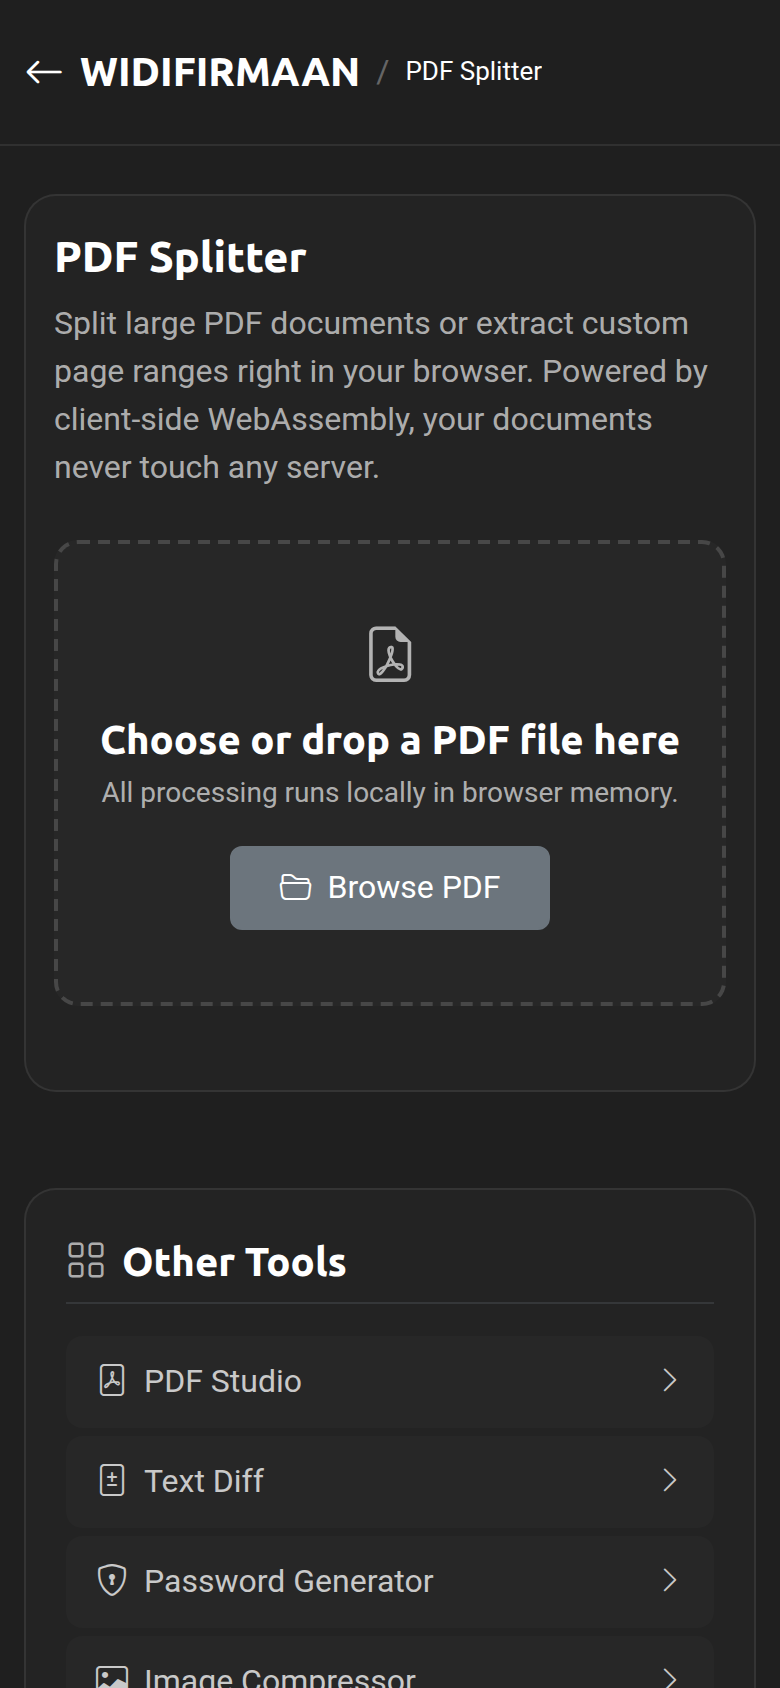 WIDIFIRMAAN / PDF Splitter
PDF Splitter
Split large PDF documents or extract custom
page ranges right in your browser. Powered by
client-side WebAssembly, your documents
never touch any server.
Choose or drop a PDF file here
All processing runs locally in browser memory.
Browse PDF
Other Tools
PDF Studio
Text Diff
Password Generator
Image Compressor